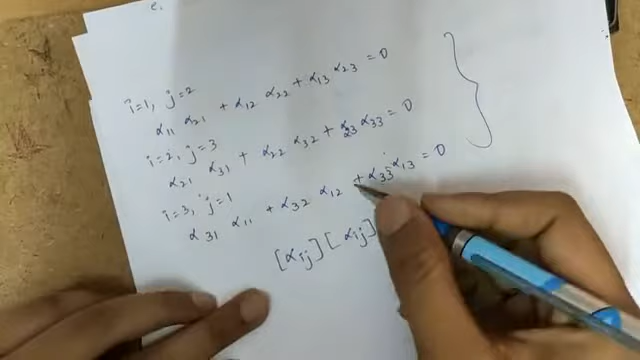 e.
i=1, j=2
α11 α21 + α12 α22 + α13 α23 = 0
i=2, j=3
α21 α31 + α22 α32 + α23 α33 = 0
i=3, j=1
α31 α11 + α32 α12 + α33 α13 = 0
[αij][αij]